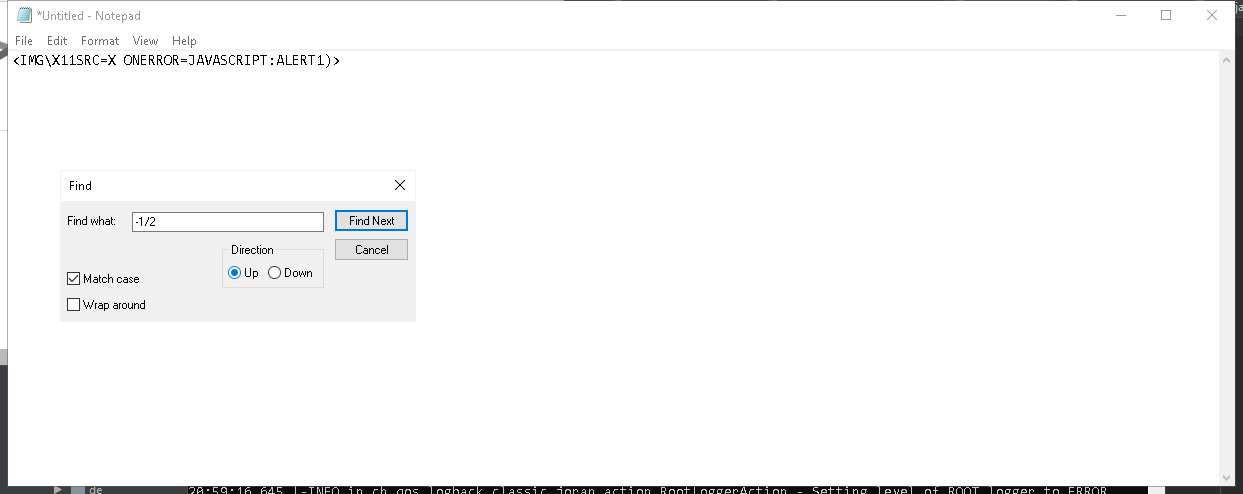 *Untitled - Notepad
File Edit Format View Help
<IMG\X11SRC=X ONERROR=JAVASCRIPT:ALERT1)>
Find
Find what: -1/2 Find Next
Direction Cancel
Up Down
Match case
Wrap around
de 20:59:16,645 |-INFO in ch.qos.logback.classic.joran.action.RootLoggerAction - Setting level of ROOT logger to ERROR